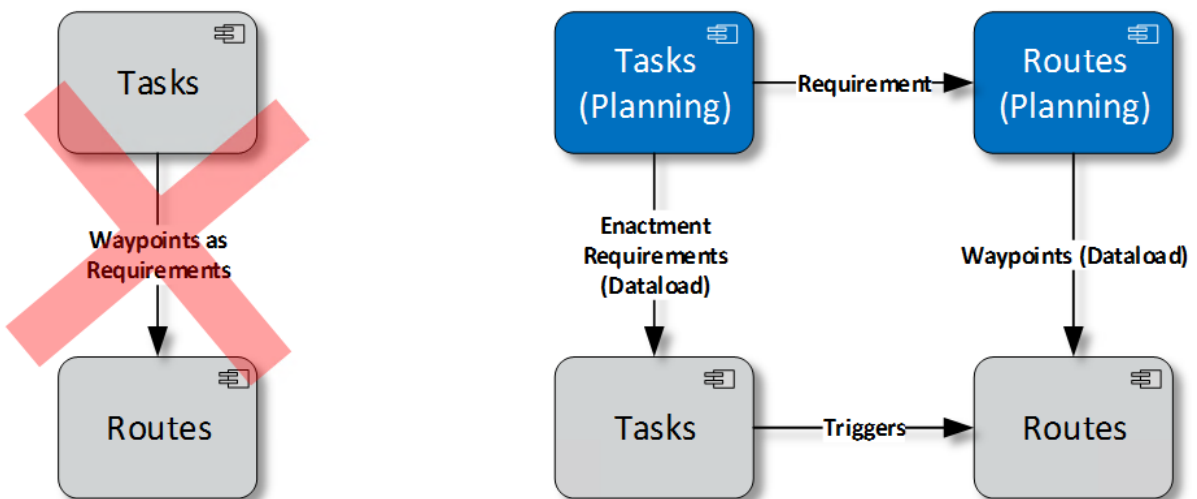 Tasks
Waypoints as
Requirements
Routes
Tasks
(Planning)
Requirement
Routes
(Planning)
Enactment
Requirements
(Dataload)
Waypoints (Dataload)
Tasks
Triggers
Routes